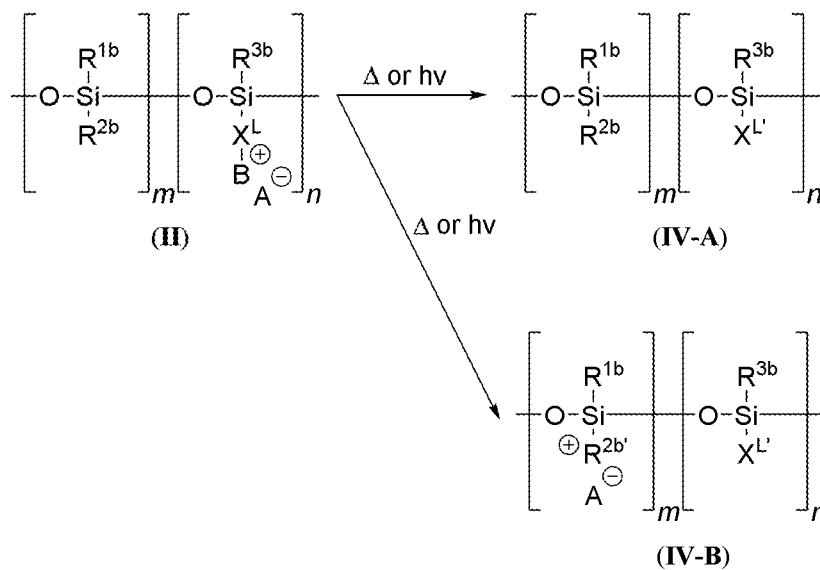 R1b R3b R1b R3b
O Si O Si Δ or hν O Si O Si
R2b XL R2b XL'
B ⊕
A ⊖
m n m n
(II) Δ or hν (IV-A)
R1b R3b
O Si O Si
⊕ R2b' XL'
A ⊖
m n
(IV-B)